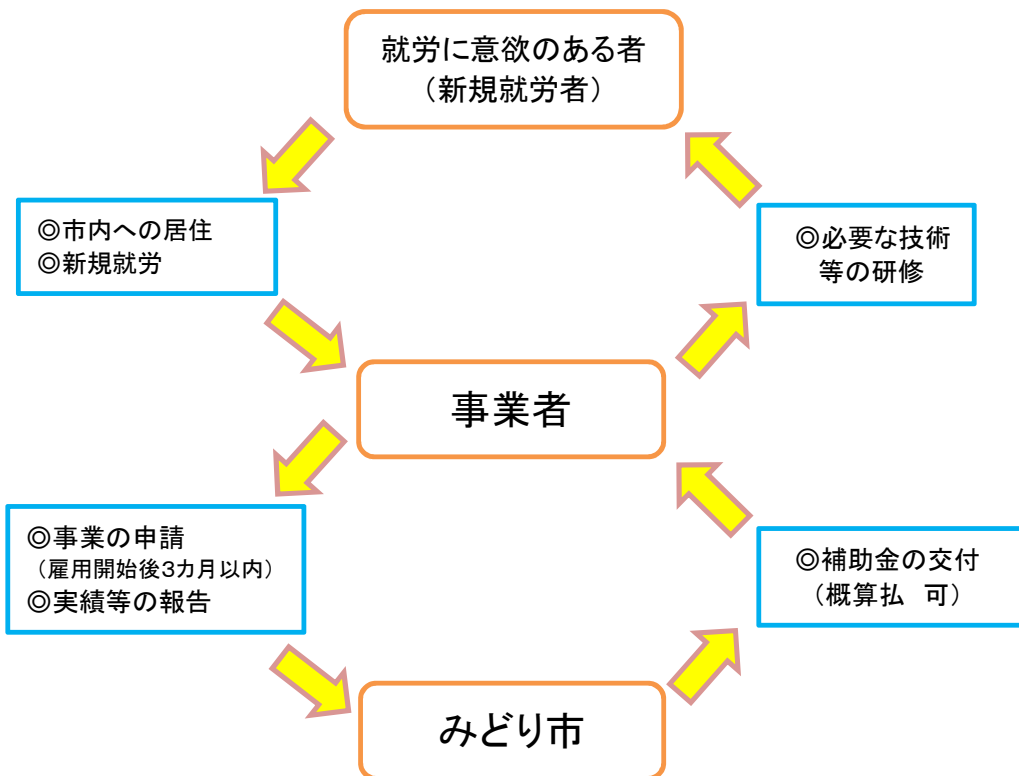 就労に意欲のある者
（新規就労者）
◎市内への居住
◎新規就労
◎必要な技術
等の研修
事業者
◎事業の申請
（雇用開始後3カ月以内）
◎実績等の報告
◎補助金の交付
（概算払　可）
みどり市